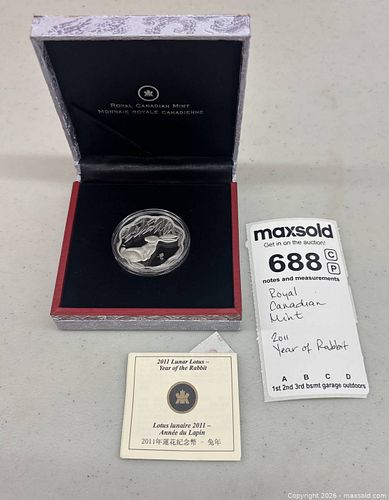 ROYAL CANADIAN MINT
MONNAIE ROYALE CANADIENNE
maxsold
Get in on the auction!
688
C
P
notes and measurements
Royal
Canadian
Mint
2011
Year of Rabbit
A B C D
1st 2nd 3rd bsmt garage outdoors
2011 Lunar Lotus –
Year of the Rabbit
Lotus lunaire 2011 –
Année du Lapin
2011年蓮花紀念幣 - 兔年
Copyright 2026 - maxsold.com